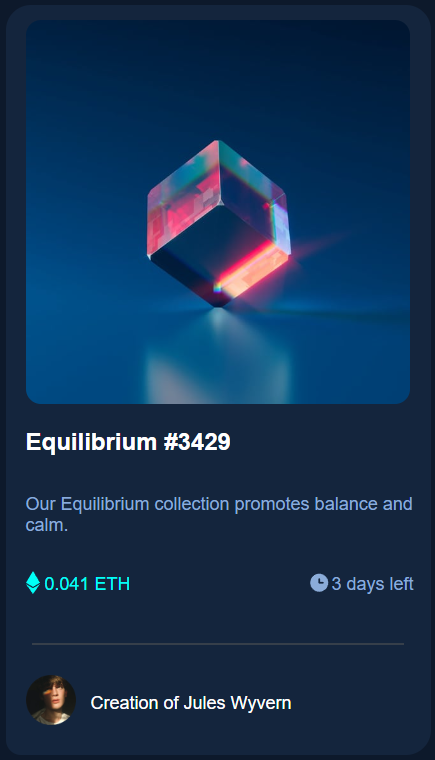 Equilibrium #3429
Our Equilibrium collection promotes balance and
calm.
0.041 ETH
3 days left
Creation of Jules Wyvern